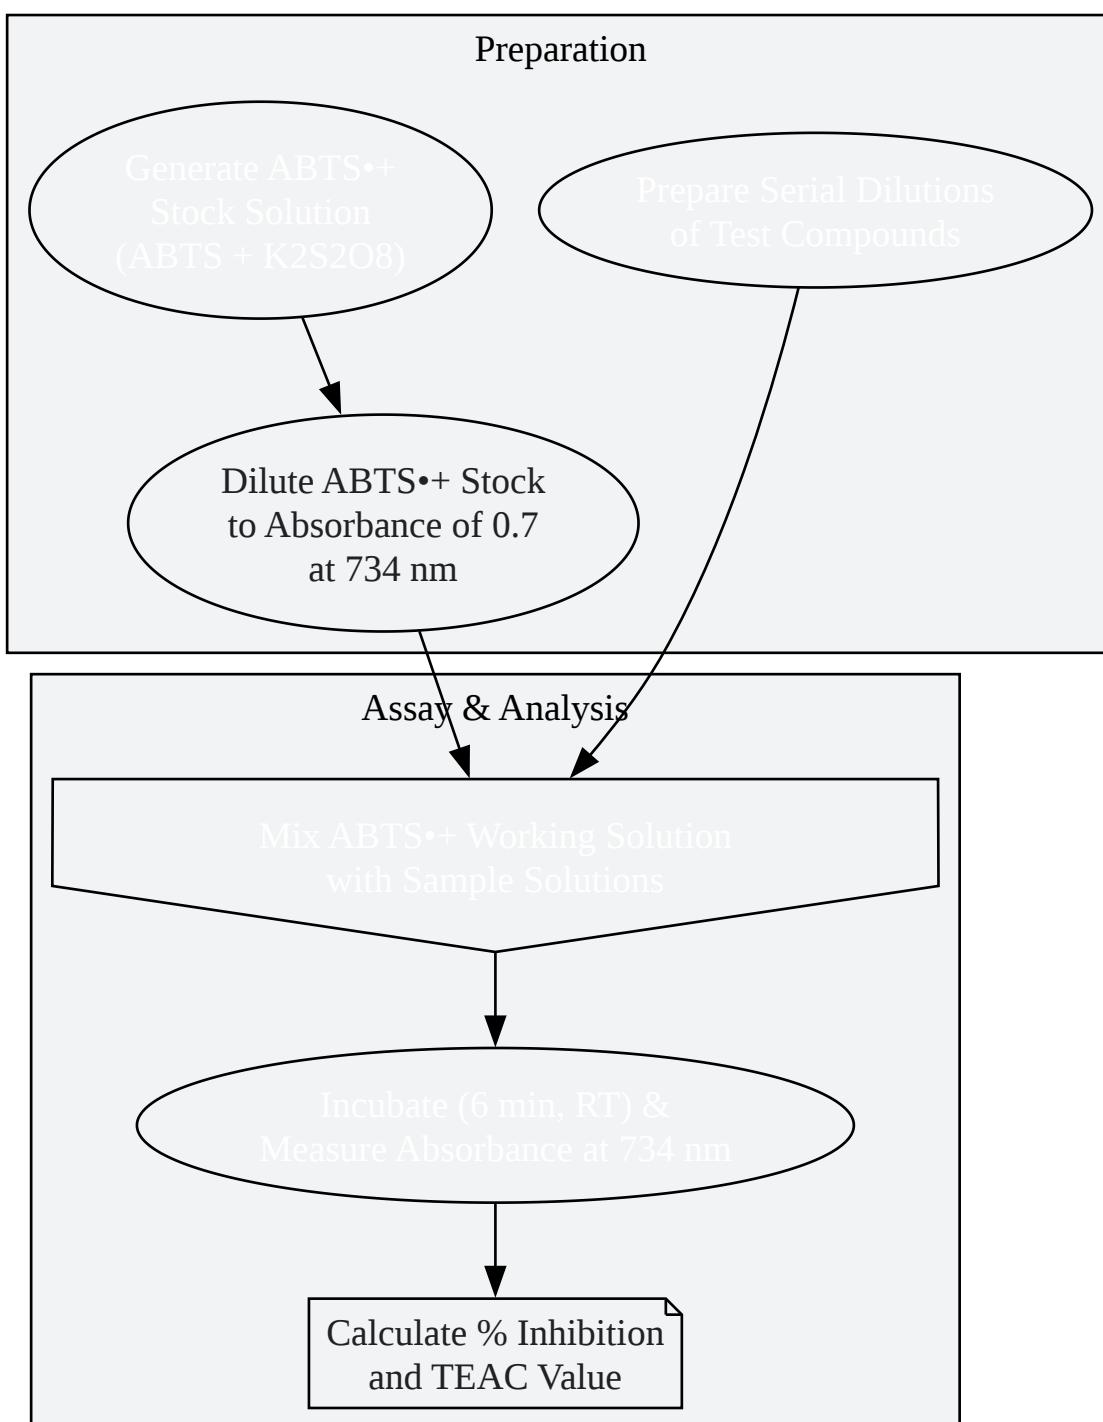 Preparation
Generate ABTS•+
Stock Solution
(ABTS + K2S2O8)
Prepare Serial Dilutions
of Test Compounds
Dilute ABTS•+ Stock
to Absorbance of 0.7
at 734 nm
Assay & Analysis
Mix ABTS•+ Working Solution
with Sample Solutions
Incubate (6 min, RT) &
Measure Absorbance at 734 nm
Calculate % Inhibition
and TEAC Value